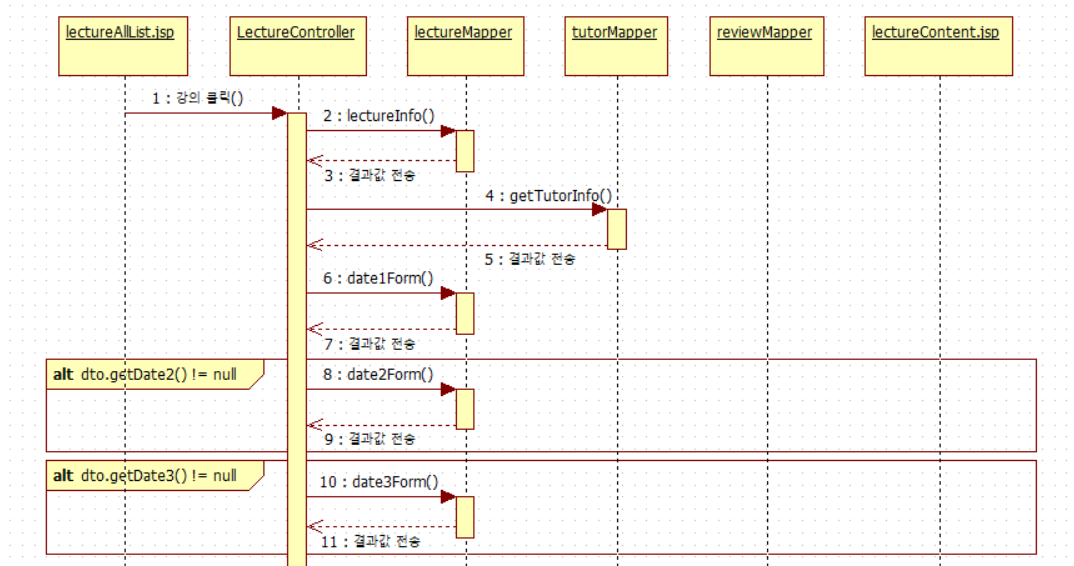 lectureAllList.jsp
LectureController
lectureMapper
tutorMapper
reviewMapper
lectureContent.jsp
1 : 강의 클릭()
2 : lectureInfo()
3 : 결과값 전송
4 : getTutorInfo()
5 : 결과값 전송
6 : date1Form()
7 : 결과값 전송
alt dto.getDate2() != null
8 : date2Form()
9 : 결과값 전송
alt dto.getDate3() != null
10 : date3Form()
11 : 결과값 전송